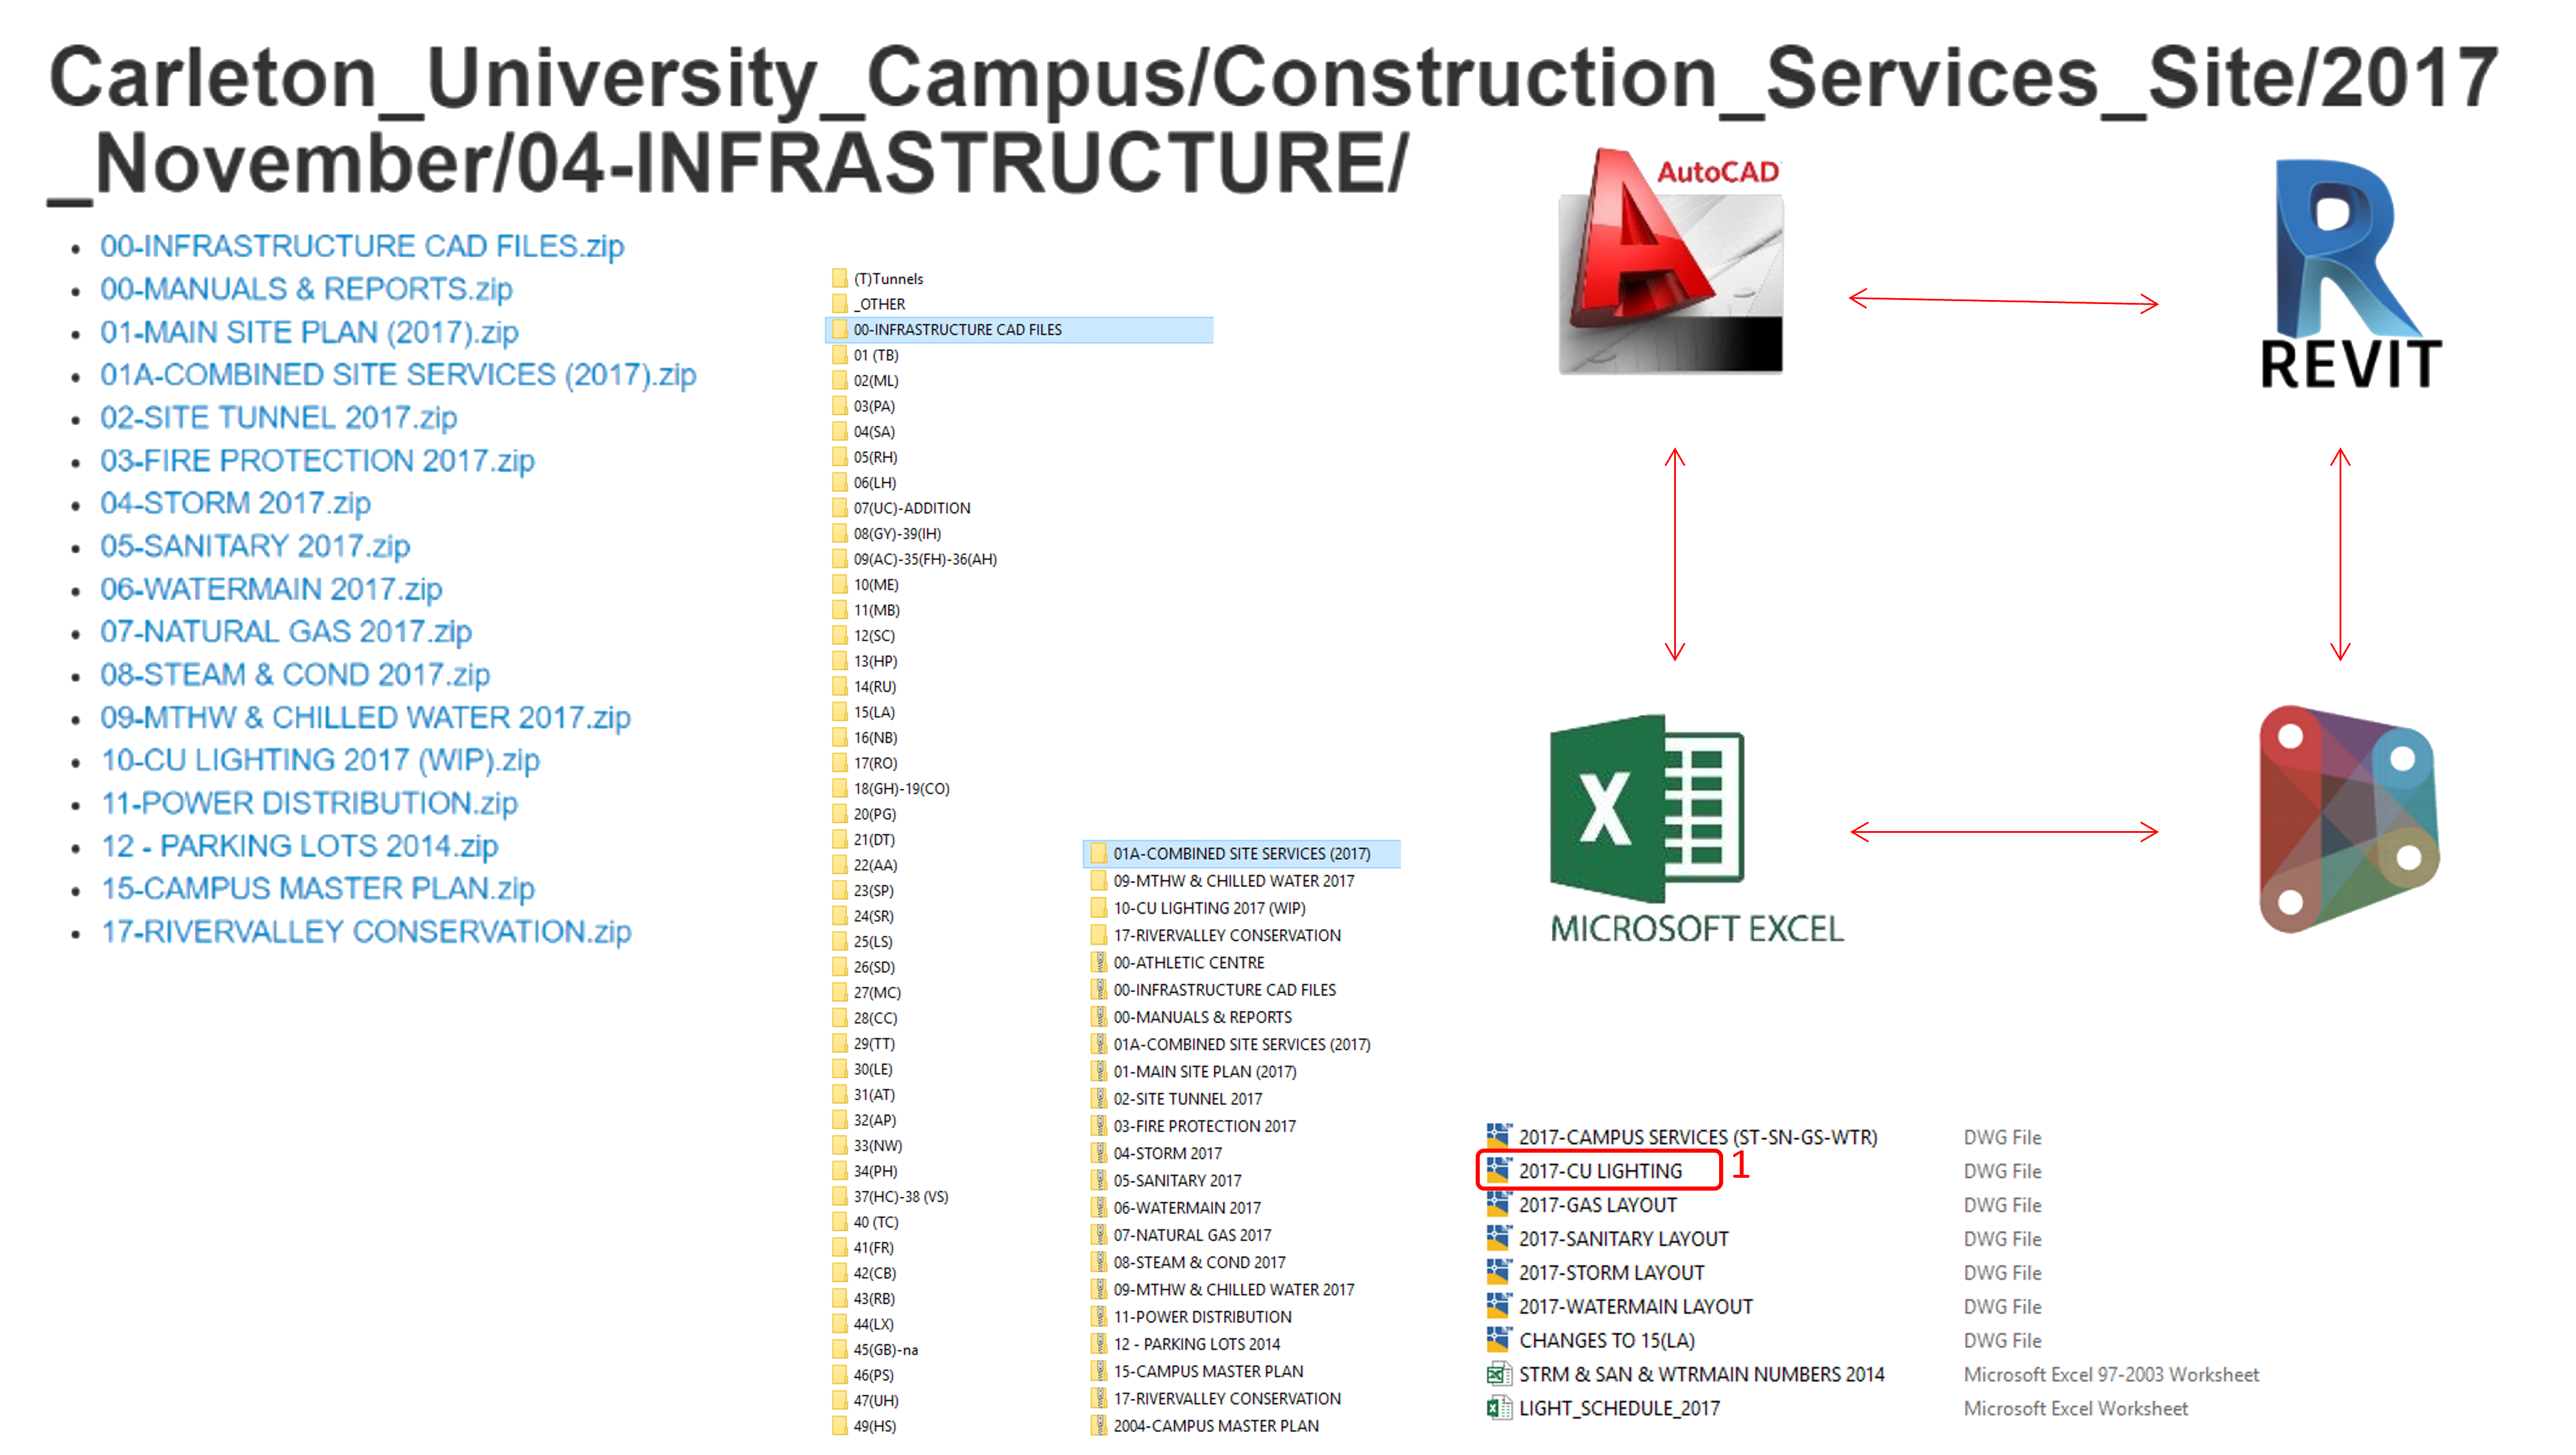 Carleton_University_Campus/Construction_Services_Site/2017
_November/04-INFRASTRUCTURE/
00-INFRASTRUCTURE CAD FILES.zip
00-MANUALS & REPORTS.zip
01-MAIN SITE PLAN (2017).zip
01A-COMBINED SITE SERVICES (2017).zip
02-SITE TUNNEL 2017.zip
03-FIRE PROTECTION 2017.zip
04-STORM 2017.zip
05-SANITARY 2017.zip
06-WATERMAIN 2017.zip
07-NATURAL GAS 2017.zip
08-STEAM & COND 2017.zip
09-MTHW & CHILLED WATER 2017.zip
10-CU LIGHTING 2017 (WIP).zip
11-POWER DISTRIBUTION.zip
12 - PARKING LOTS 2014.zip
15-CAMPUS MASTER PLAN.zip
17-RIVERVALLEY CONSERVATION.zip
(T)Tunnels
_OTHER
00-INFRASTRUCTURE CAD FILES
01 (TB)
02(ML)
03(PA)
04(SA)
05(RH)
06(LH)
07(UC)-ADDITION
08(GY)-39(IH)
09(AC)-35(FH)-36(AH)
10(ME)
11(MB)
12(SC)
13(HP)
14(RU)
15(LA)
16(NB)
17(RO)
18(GH)-19(CO)
20(PG)
21(DT)
22(AA)
23(SP)
24(SR)
25(LS)
26(SD)
27(MC)
28(CC)
29(TT)
30(LE)
31(AT)
32(AP)
33(NW)
34(PH)
37(HC)-38 (VS)
40 (TC)
41(FR)
42(CB)
43(RB)
44(LX)
45(GB)-na
46(PS)
47(UH)
49(HS)
01A-COMBINED SITE SERVICES (2017)
09-MTHW & CHILLED WATER 2017
10-CU LIGHTING 2017 (WIP)
17-RIVERVALLEY CONSERVATION
00-ATHLETIC CENTRE
00-INFRASTRUCTURE CAD FILES
00-MANUALS & REPORTS
01A-COMBINED SITE SERVICES (2017)
01-MAIN SITE PLAN (2017)
02-SITE TUNNEL 2017
03-FIRE PROTECTION 2017
04-STORM 2017
05-SANITARY 2017
06-WATERMAIN 2017
07-NATURAL GAS 2017
08-STEAM & COND 2017
09-MTHW & CHILLED WATER 2017
11-POWER DISTRIBUTION
12 - PARKING LOTS 2014
15-CAMPUS MASTER PLAN
17-RIVERVALLEY CONSERVATION
2004-CAMPUS MASTER PLAN
AutoCAD
A
R
REVIT
X
MICROSOFT EXCEL
2017-CAMPUS SERVICES (ST-SN-GS-WTR) DWG File
2017-CU LIGHTING 1 DWG File
2017-GAS LAYOUT DWG File
2017-SANITARY LAYOUT DWG File
2017-STORM LAYOUT DWG File
2017-WATERMAIN LAYOUT DWG File
CHANGES TO 15(LA) DWG File
STRM & SAN & WTRMAIN NUMBERS 2014 Microsoft Excel 97-2003 Worksheet
LIGHT_SCHEDULE_2017 Microsoft Excel Worksheet